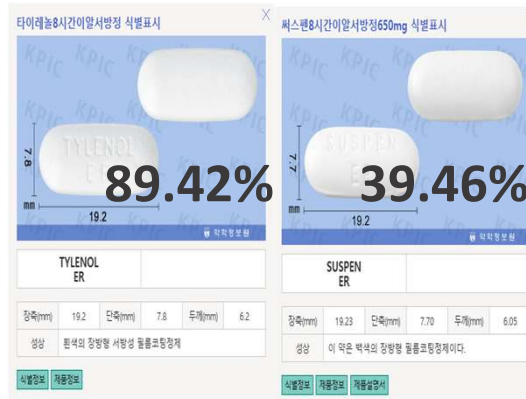 타이레놀8시간이알서방정 식별표시
X
KPIC
TYLENOL
ER
7.8
mm
19.2
89.42%
약학정보원
TYLENOL
ER
장축(mm) 19.2 단축(mm) 7.8 두께(mm) 6.2
성상 흰색의 장방형 서방성 필름코팅정제
식별정보 제품정보
써스펜8시간이알서방정650mg 식별표시
KPIC
SUSPEN
ER
7.7
mm
19.2
39.46%
약학정보원
SUSPEN
ER
장축(mm) 19.23 단축(mm) 7.70 두께(mm) 6.05
성상 이 약은 백색의 장방형 필름코팅정제이다.
식별정보 제품정보 제품설명서